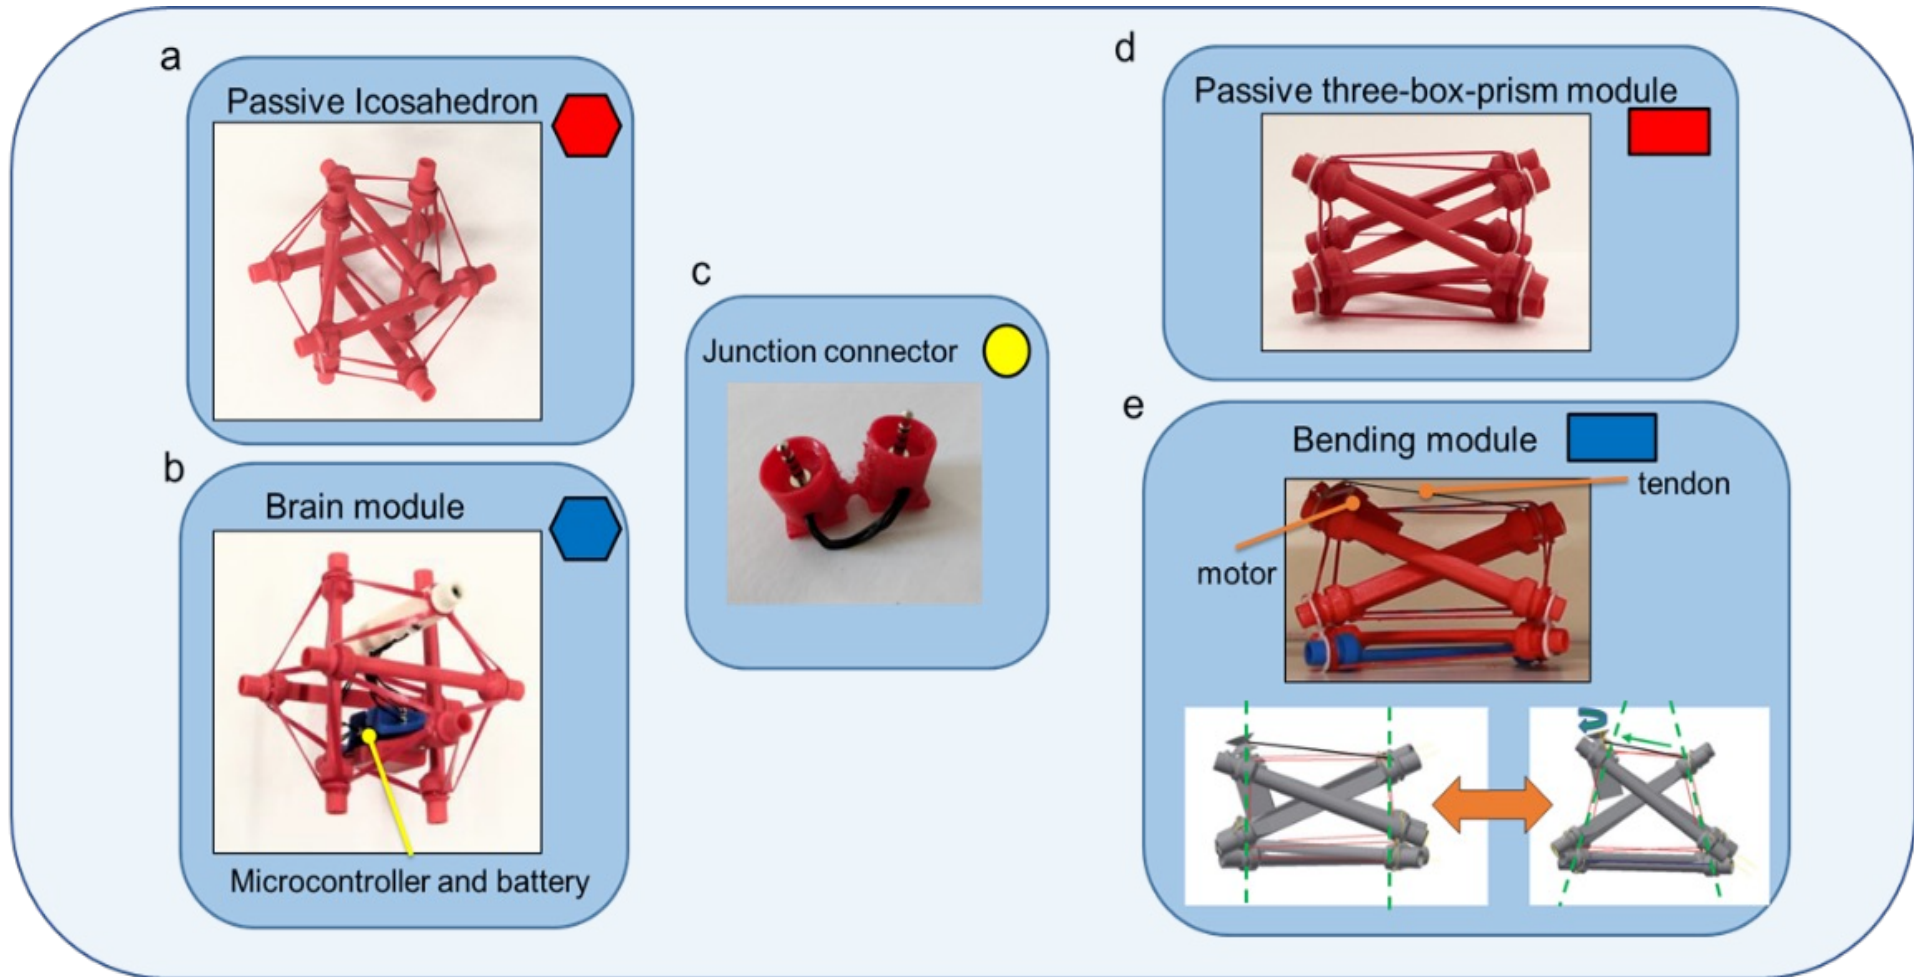 a
Passive Icosahedron
b
Brain module
Microcontroller and battery
c
Junction connector
d
Passive three-box-prism module
e
Bending module
tendon
motor